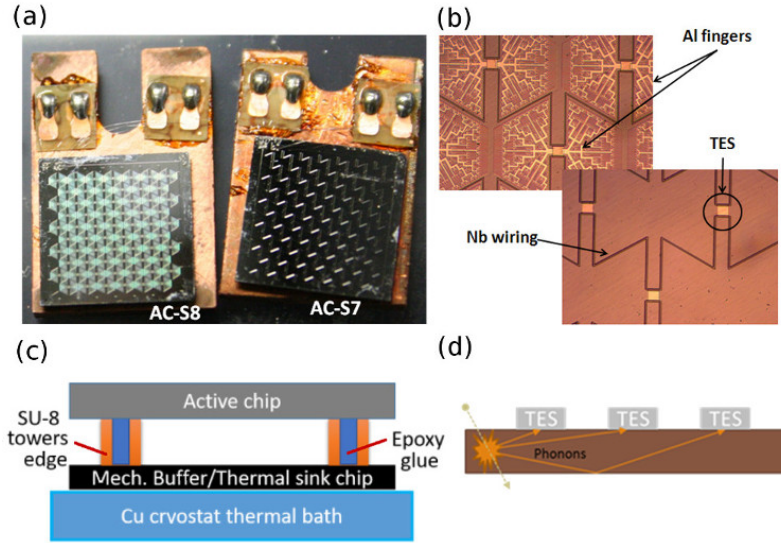 (a)
AC-S8
AC-S7
(b)
Al fingers
TES
Nb wiring
(c)
Active chip
SU-8
towers
edge
Epoxy
glue
Mech. Buffer/Thermal sink chip
Cu crvostat thermal bath
(d)
TES
TES
TES
Phonons